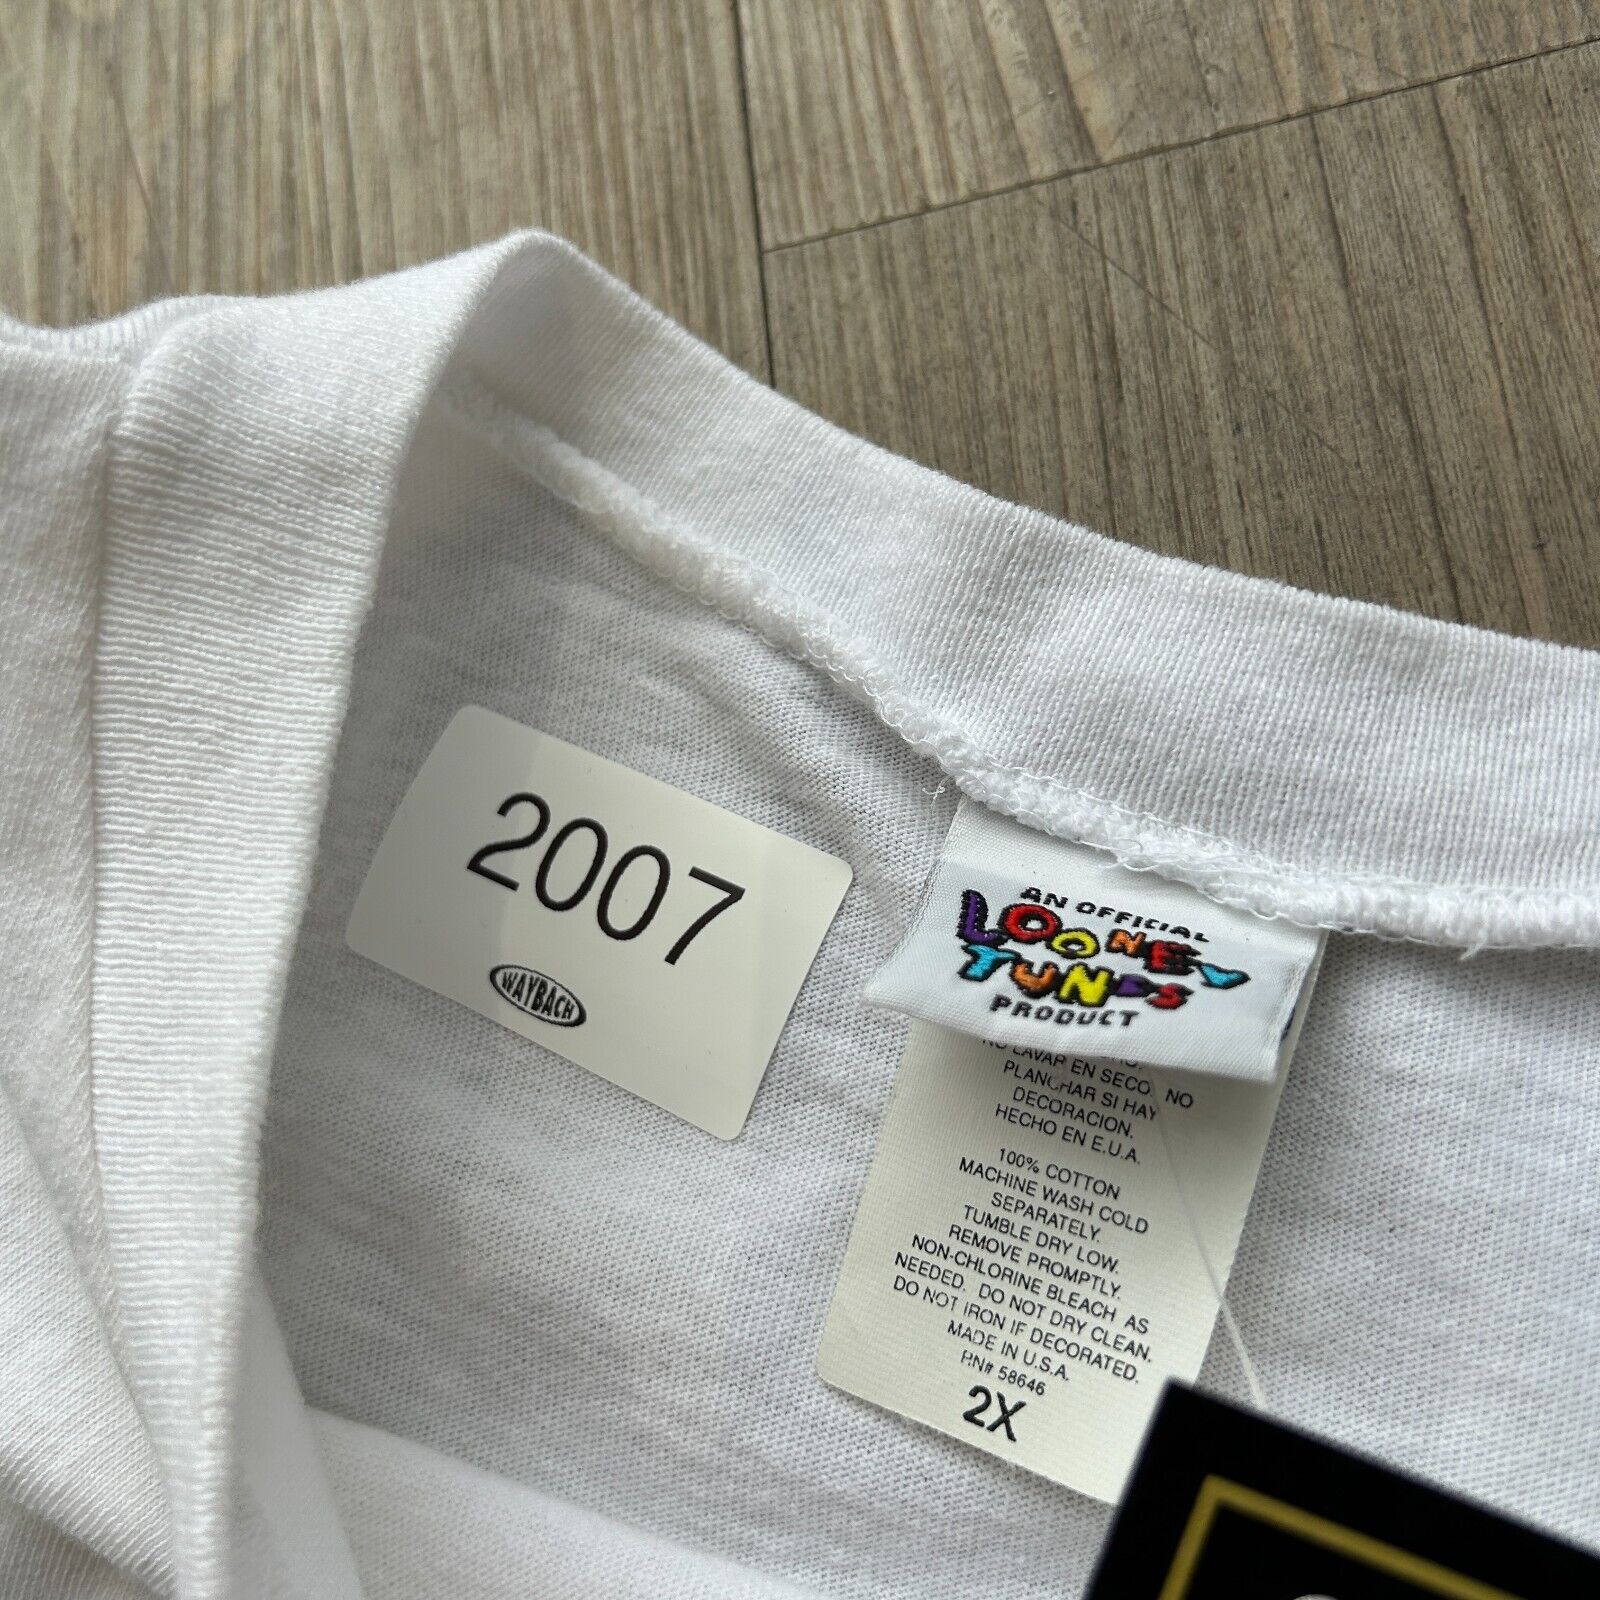 2007
WAYBACH
AN OFFICIAL
LOONEY
TUNES
PRODUCT
LAVAR EN SECO. NO
PLANCHAR SI HAY
DECORACION.
HECHO EN E.U.A.
100% COTTON
MACHINE WASH COLD
SEPARATELY.
TUMBLE DRY LOW.
REMOVE PROMPTLY.
NON-CHLORINE BLEACH AS
NEEDED. DO NOT DRY CLEAN.
DO NOT IRON IF DECORATED.
MADE IN U.S.A.
RN# 58646
2X